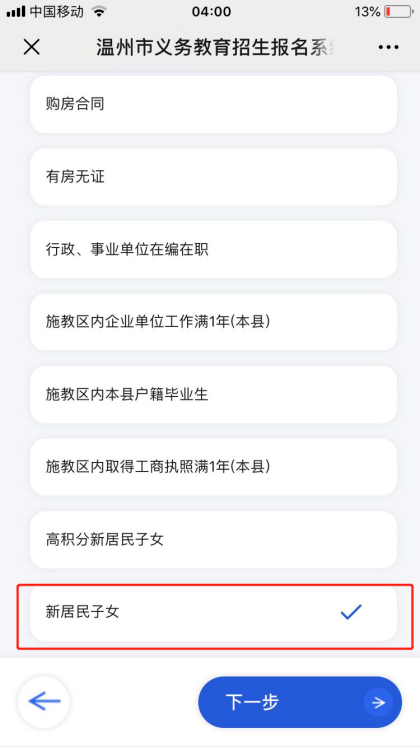 中国移动 04:00 13%
温州市义务教育招生报名系
购房合同
有房无证
行政、事业单位在编在职
施教区内企业单位工作满1年(本县)
施教区内本县户籍毕业生
施教区内取得工商执照满1年(本县)
高积分新居民子女
新居民子女
下一步